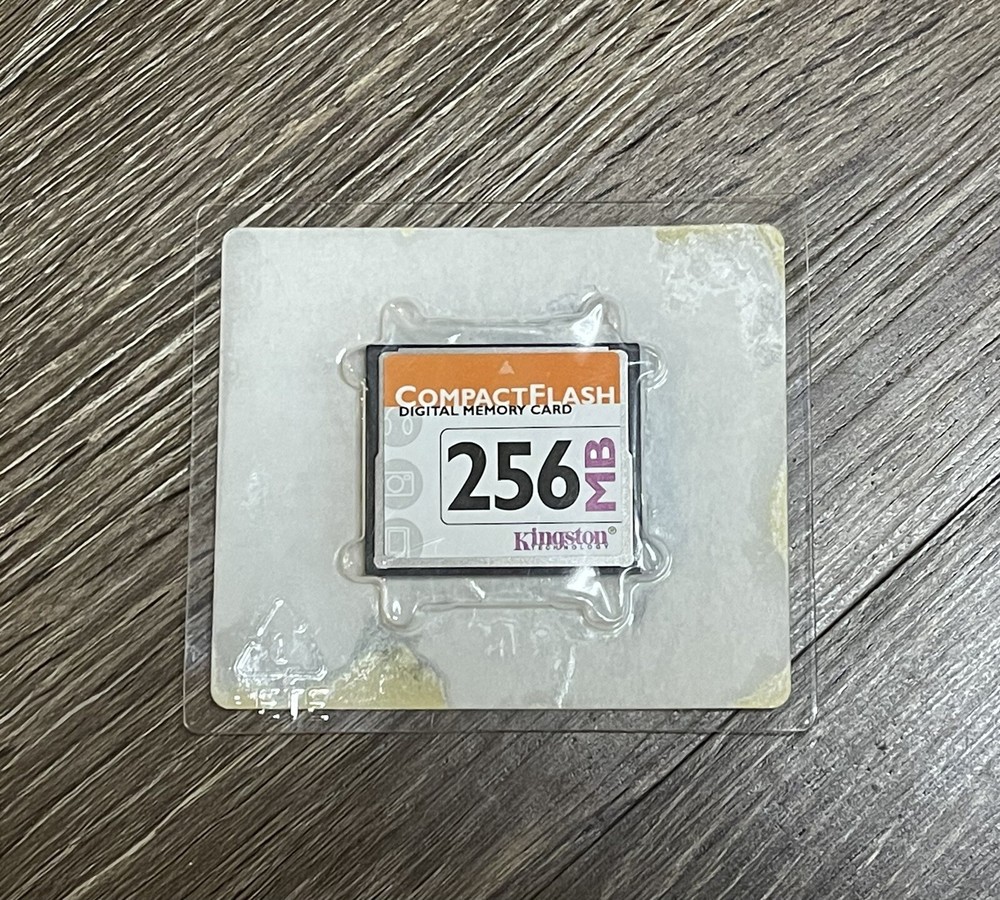 COMPACTFLASH
DIGITAL MEMORY CARD
256 MB
Kingston®
TECHNOLOGY